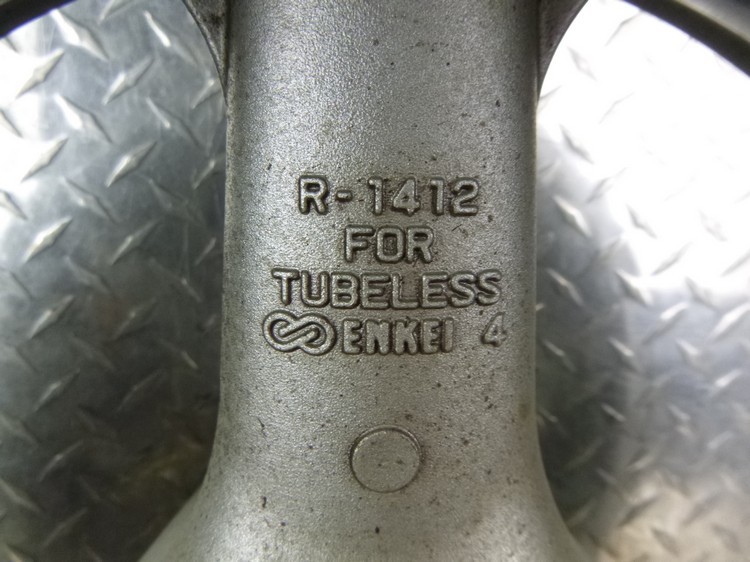 R-1412
FOR
TUBELESS
ENKEI 4